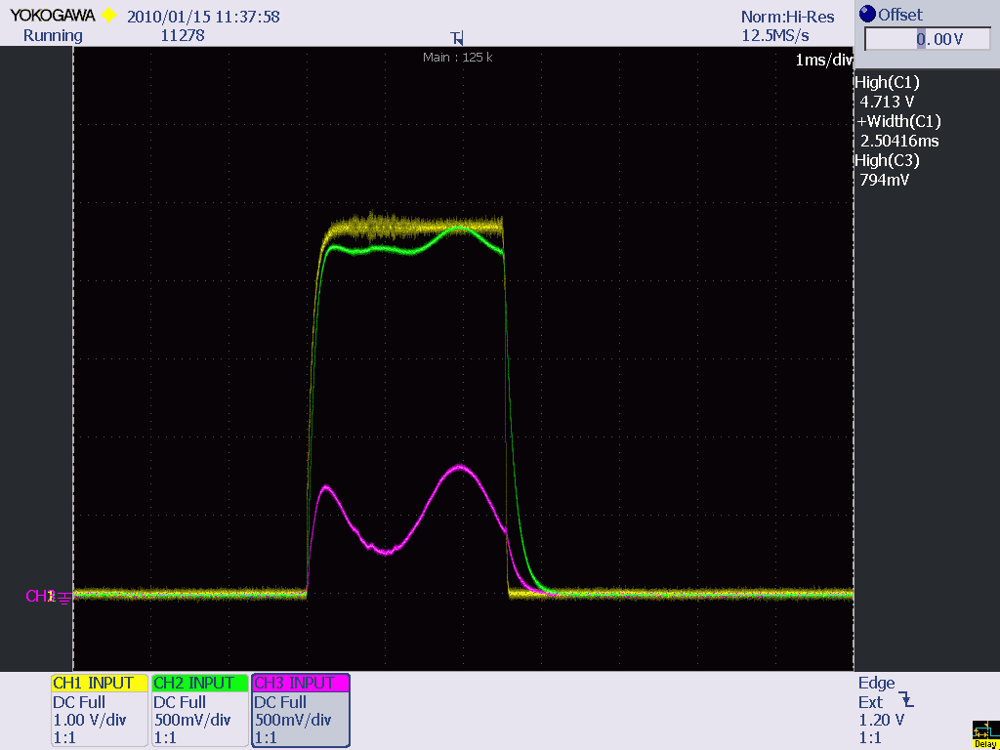 YOKOGAWA 2010/01/15 11:37:58
Running 11278
Norm:Hi-Res
12.5MS/s
Offset
0.00V
Main : 125 k
1ms/div
High(C1)
4.713 V
+Width(C1)
2.50416ms
High(C3)
794mV
CH1 INPUT
DC Full
1.00 V/div
1:1
CH2 INPUT
DC Full
500mV/div
1:1
CH3 INPUT
DC Full
500mV/div
1:1
Edge
Ext
1.20 V
1:1
Delay